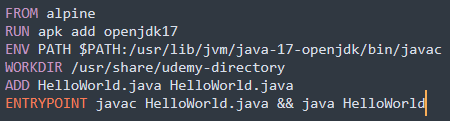 FROM alpine
RUN apk add openjdk17
ENV PATH $PATH:/usr/lib/jvm/java-17-openjdk/bin/javac
WORKDIR /usr/share/udemy-directory
ADD HelloWorld.java HelloWorld.java
ENTRYPOINT javac HelloWorld.java && java HelloWorld